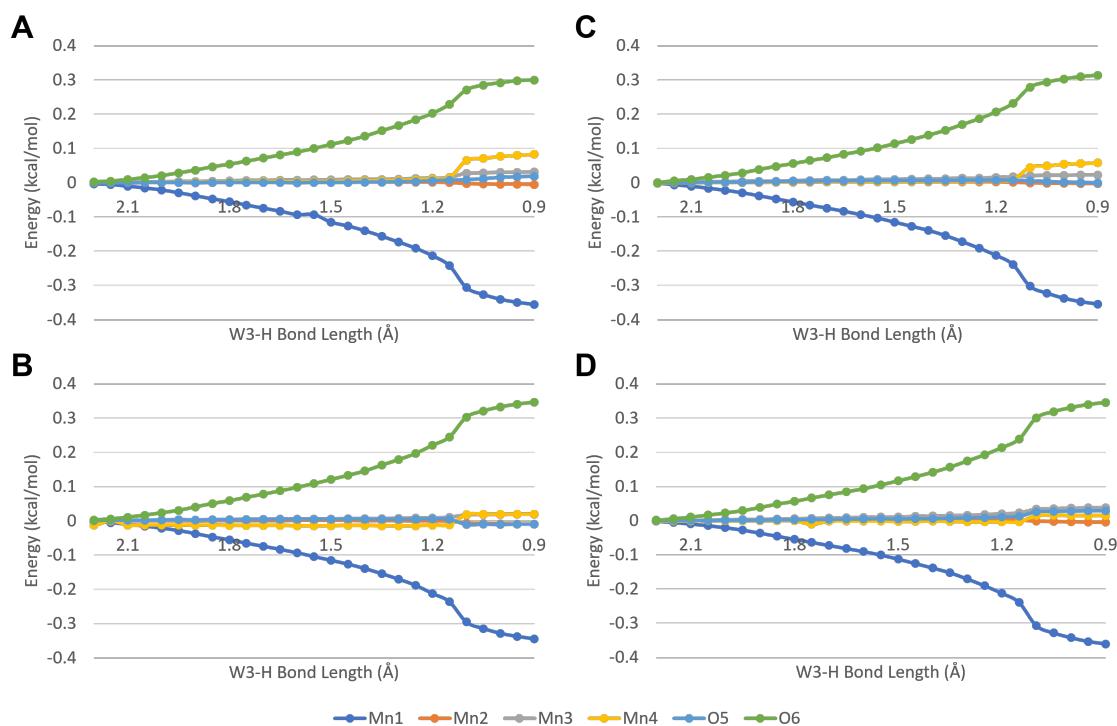 A
0.4
0.3
0.2
0.1
0
-0.1
-0.2
-0.3
-0.4
Energy (kcal/mol)
2.1 1.8 1.5 1.2 0.9
W3-H Bond Length (Å)
C
0.4
0.3
0.2
0.1
0
-0.1
-0.2
-0.3
-0.4
Energy (kcal/mol)
2.1 1.8 1.5 1.2 0.9
W3-H Bond Length (Å)
B
0.4
0.3
0.2
0.1
0
-0.1
-0.2
-0.3
-0.4
Energy (kcal/mol)
2.1 1.8 1.5 1.2 0.9
W3-H Bond Length (Å)
D
0.4
0.3
0.2
0.1
0
-0.1
-0.2
-0.3
-0.4
Energy (kcal/mol)
2.1 1.8 1.5 1.2 0.9
W3-H Bond Length (Å)
Mn1 Mn2 Mn3 Mn4 O5 O6